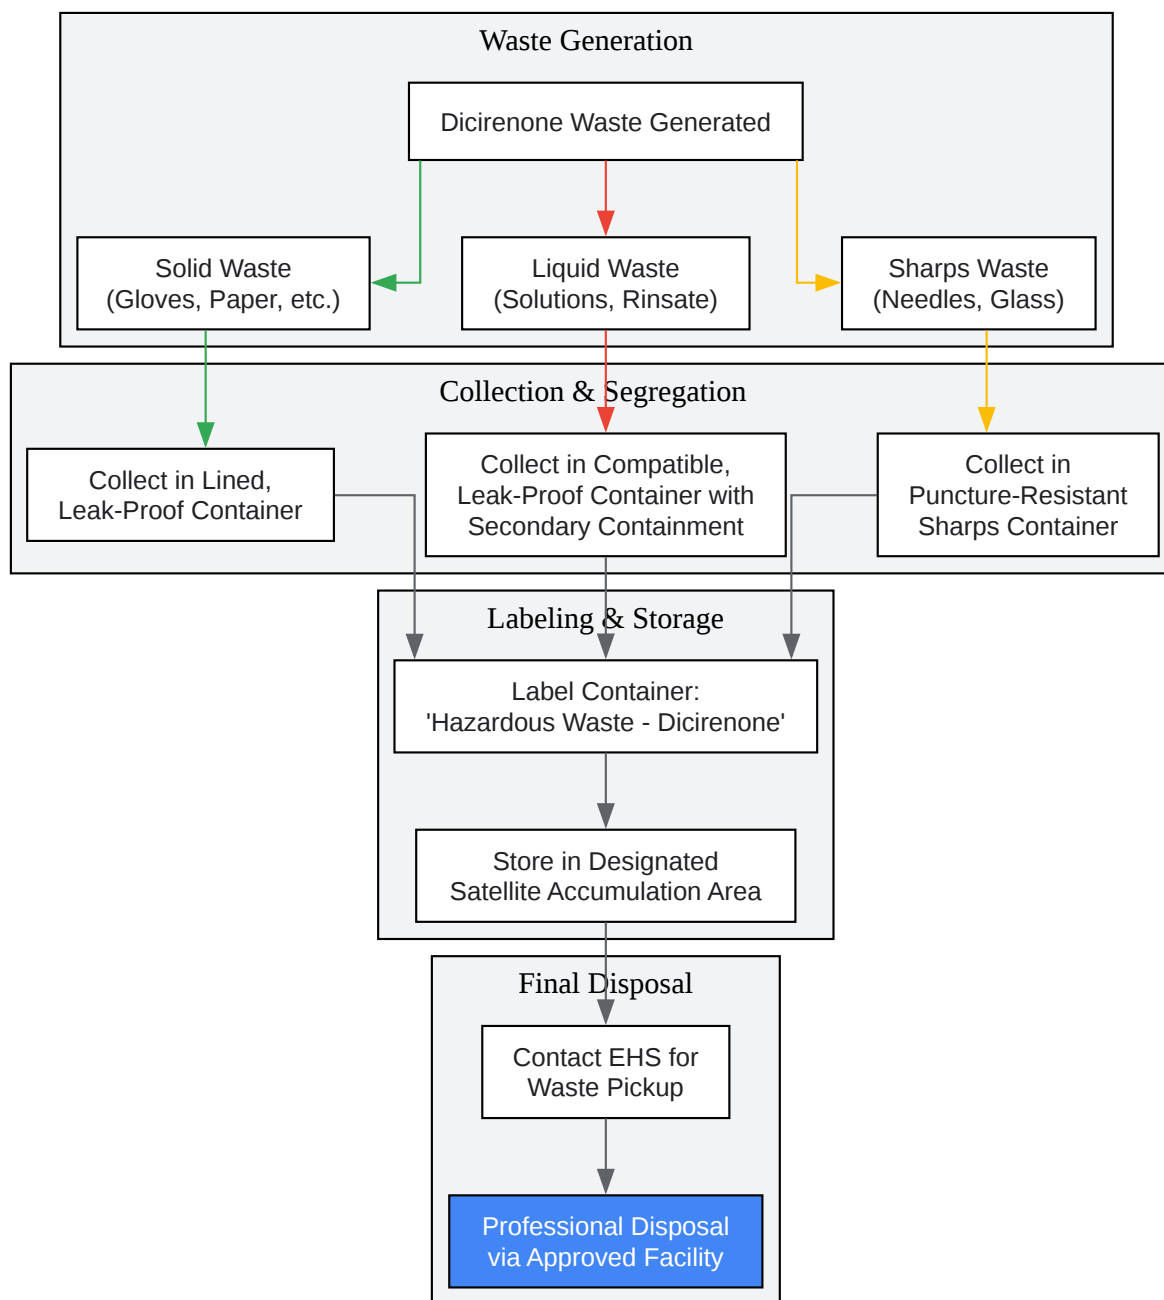 Waste Generation
Dicirenone Waste Generated
Solid Waste
(Gloves, Paper, etc.)
Liquid Waste
(Solutions, Rinsate)
Sharps Waste
(Needles, Glass)
Collection & Segregation
Collect in Lined,
Leak-Proof Container
Collect in Compatible,
Leak-Proof Container with
Secondary Containment
Collect in
Puncture-Resistant
Sharps Container
Labeling & Storage
Label Container:
'Hazardous Waste - Dicirenone'
Store in Designated
Satellite Accumulation Area
Final Disposal
Contact EHS for
Waste Pickup
Professional Disposal
via Approved Facility